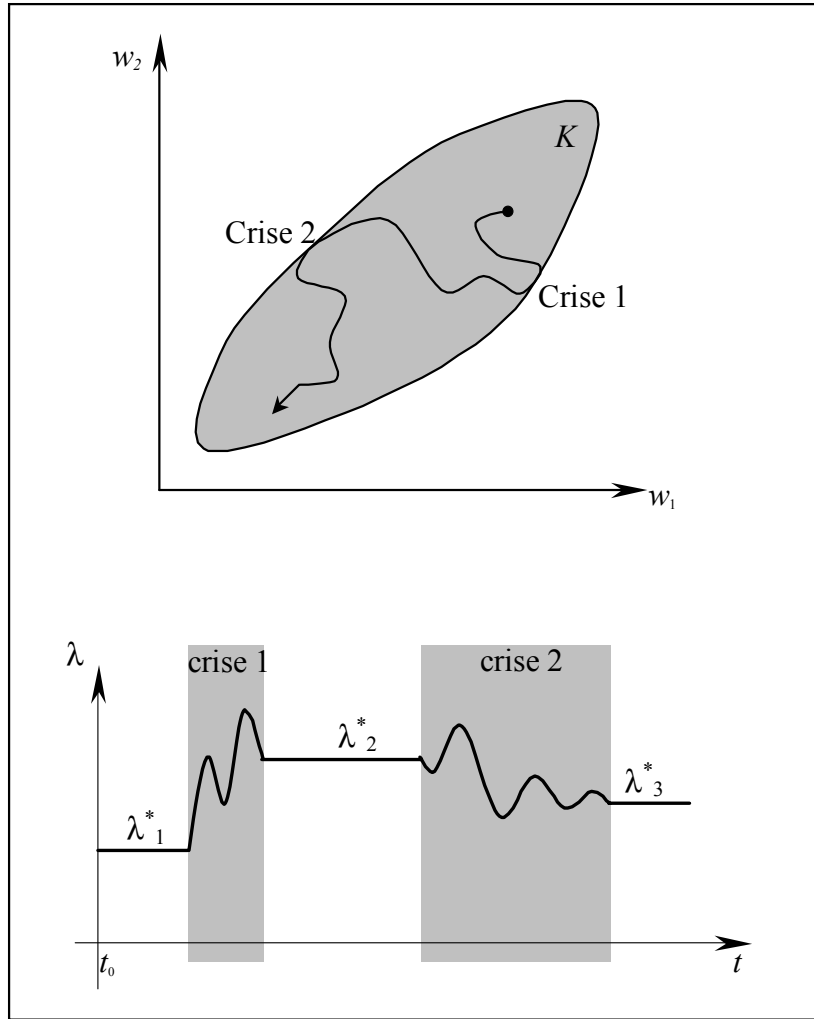 w₂
K
Crise 2
Crise 1
w₁
λ
crise 1
crise 2
λ*₂
λ*₃
λ*₁
t₀
t